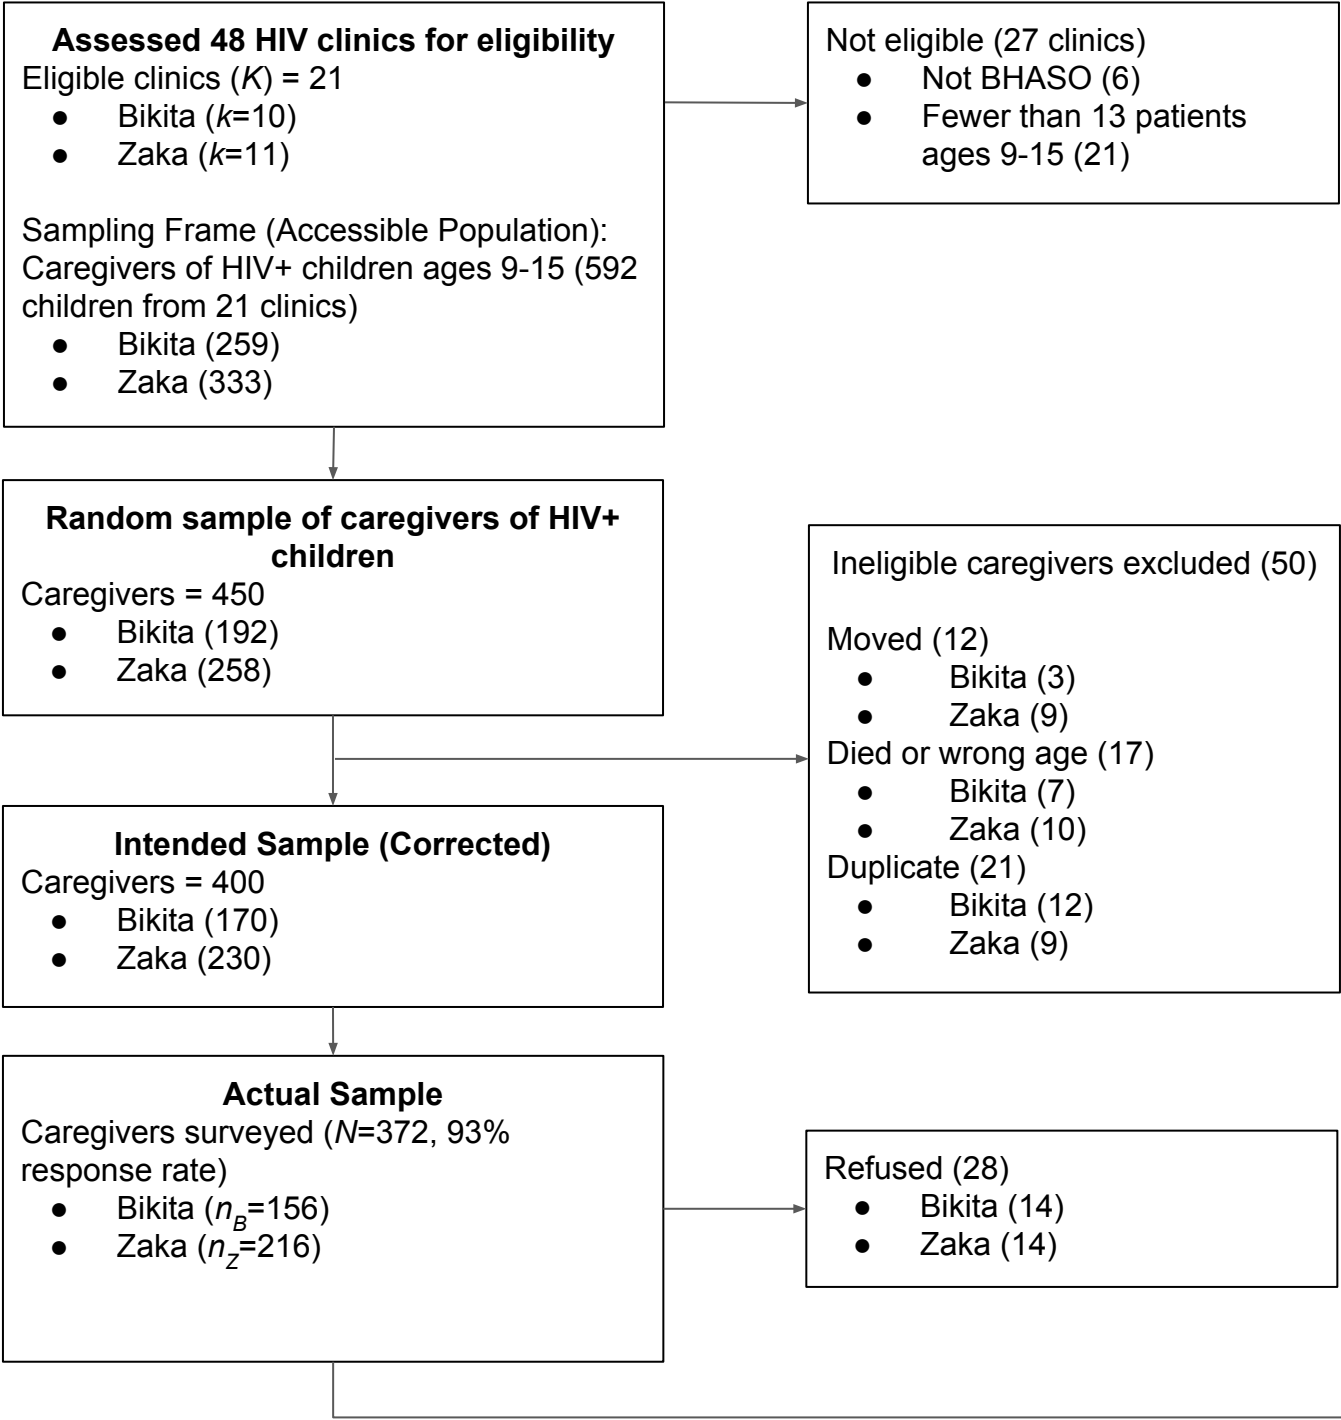 Assessed 48 HIV clinics for eligibility
Eligible clinics (K) = 21
● Bikita (k=10)
● Zaka (k=11)
Sampling Frame (Accessible Population):
Caregivers of HIV+ children ages 9-15 (592
children from 21 clinics)
● Bikita (259)
● Zaka (333)
Not eligible (27 clinics)
● Not BHASO (6)
● Fewer than 13 patients
ages 9-15 (21)
Random sample of caregivers of HIV+
children
Caregivers = 450
● Bikita (192)
● Zaka (258)
Ineligible caregivers excluded (50)
Moved (12)
● Bikita (3)
● Zaka (9)
Died or wrong age (17)
● Bikita (7)
● Zaka (10)
Duplicate (21)
● Bikita (12)
● Zaka (9)
Intended Sample (Corrected)
Caregivers = 400
● Bikita (170)
● Zaka (230)
Actual Sample
Caregivers surveyed (N=372, 93%
response rate)
● Bikita (nB=156)
● Zaka (nZ=216)
Refused (28)
● Bikita (14)
● Zaka (14)